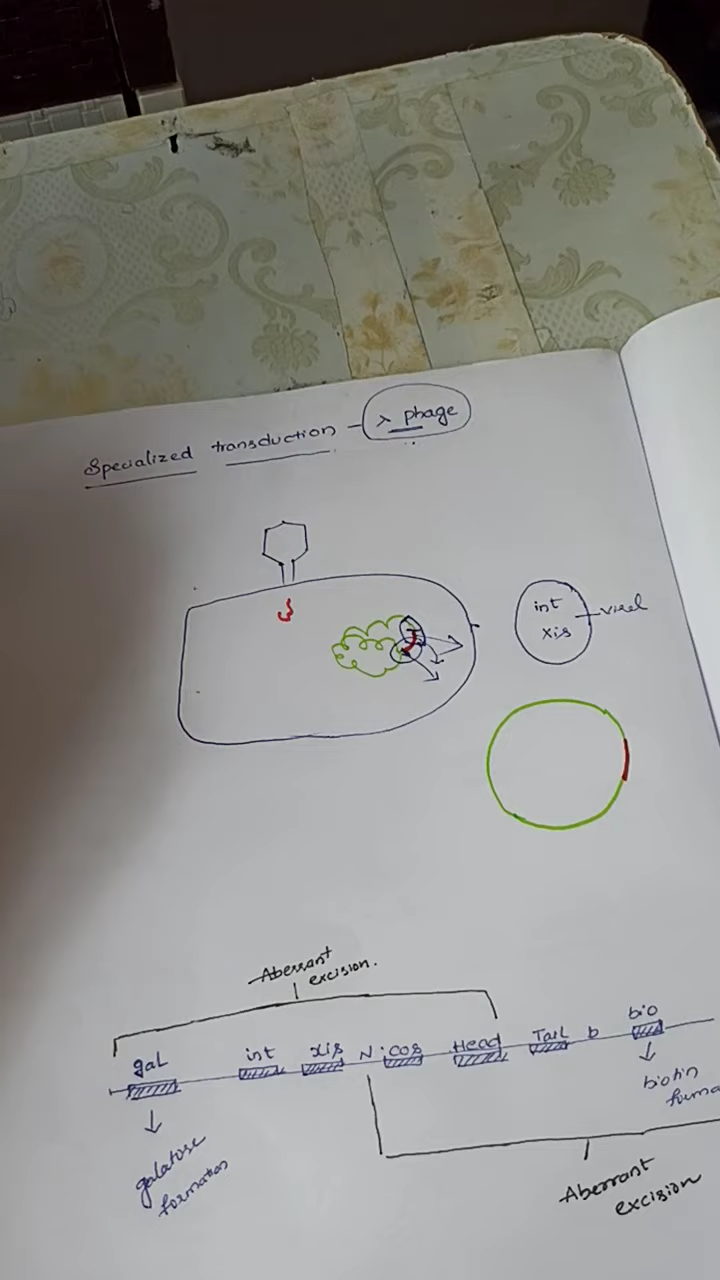 Specialized transduction - λ phage
int
xis
viral
Aberrant
excision.
gal int xis N cos Head Tail b bio
galatose
formation
biotin
Aberrant
excision